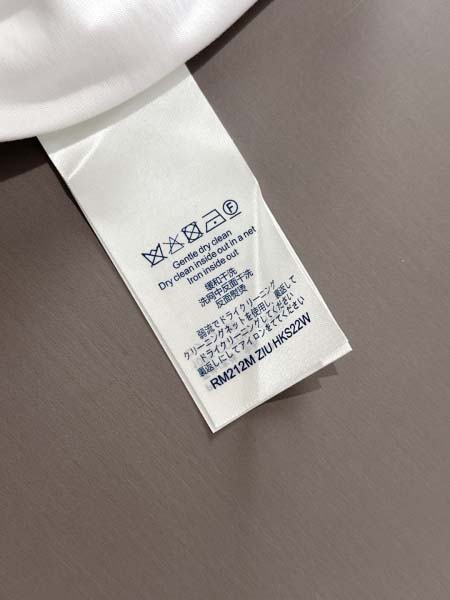 Gentle dry clean
Dry clean inside out in a net
Iron inside out
缓和干洗
洗网中反面干洗
反面熨烫
弱流でドライクリーニング
クリーニングネットを使用し、裏返して
ドライクリーニングしてください
裏返しにしてアイロンをててください
RM212M ZIU HKS22W